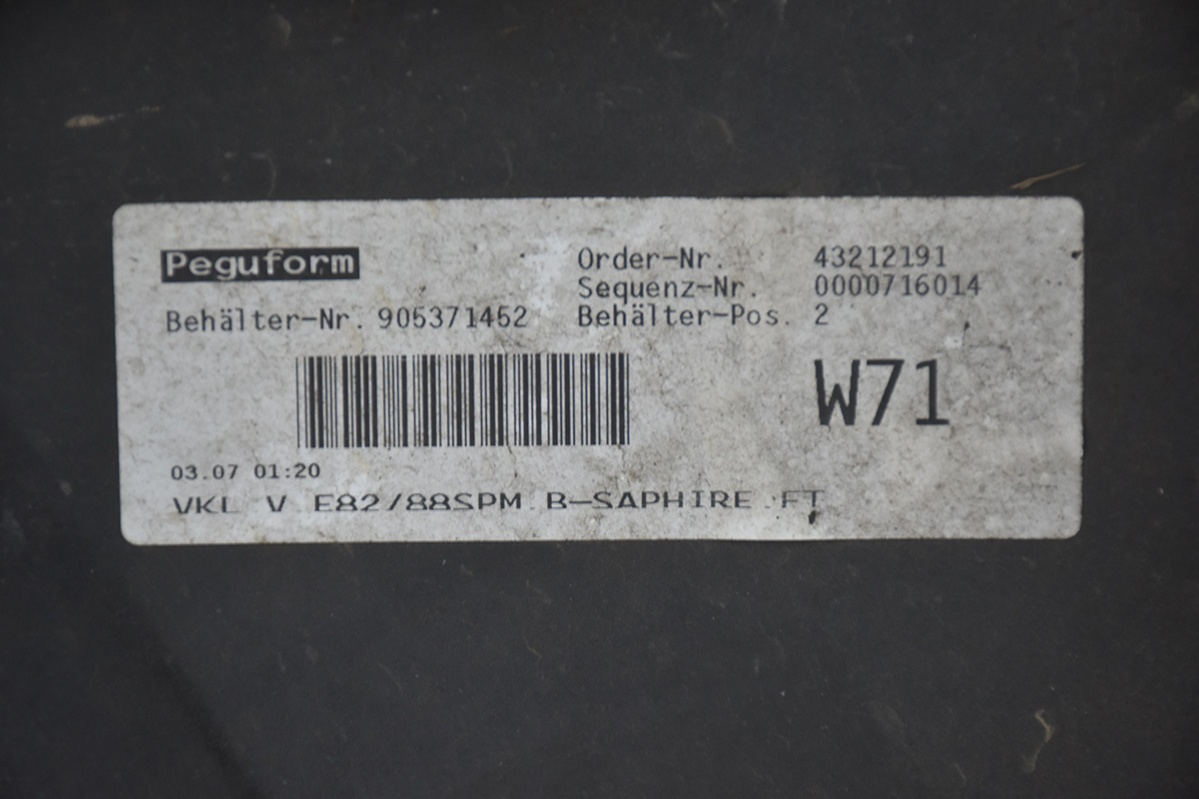 Peguform
Order-Nr. 43212191
Sequenz-Nr. 0000716014
Behälter-Nr. 905371452 Behälter-Pos. 2
W71
03.07 01:20
VKL V E82/88SPM B-SAPHIRE FT